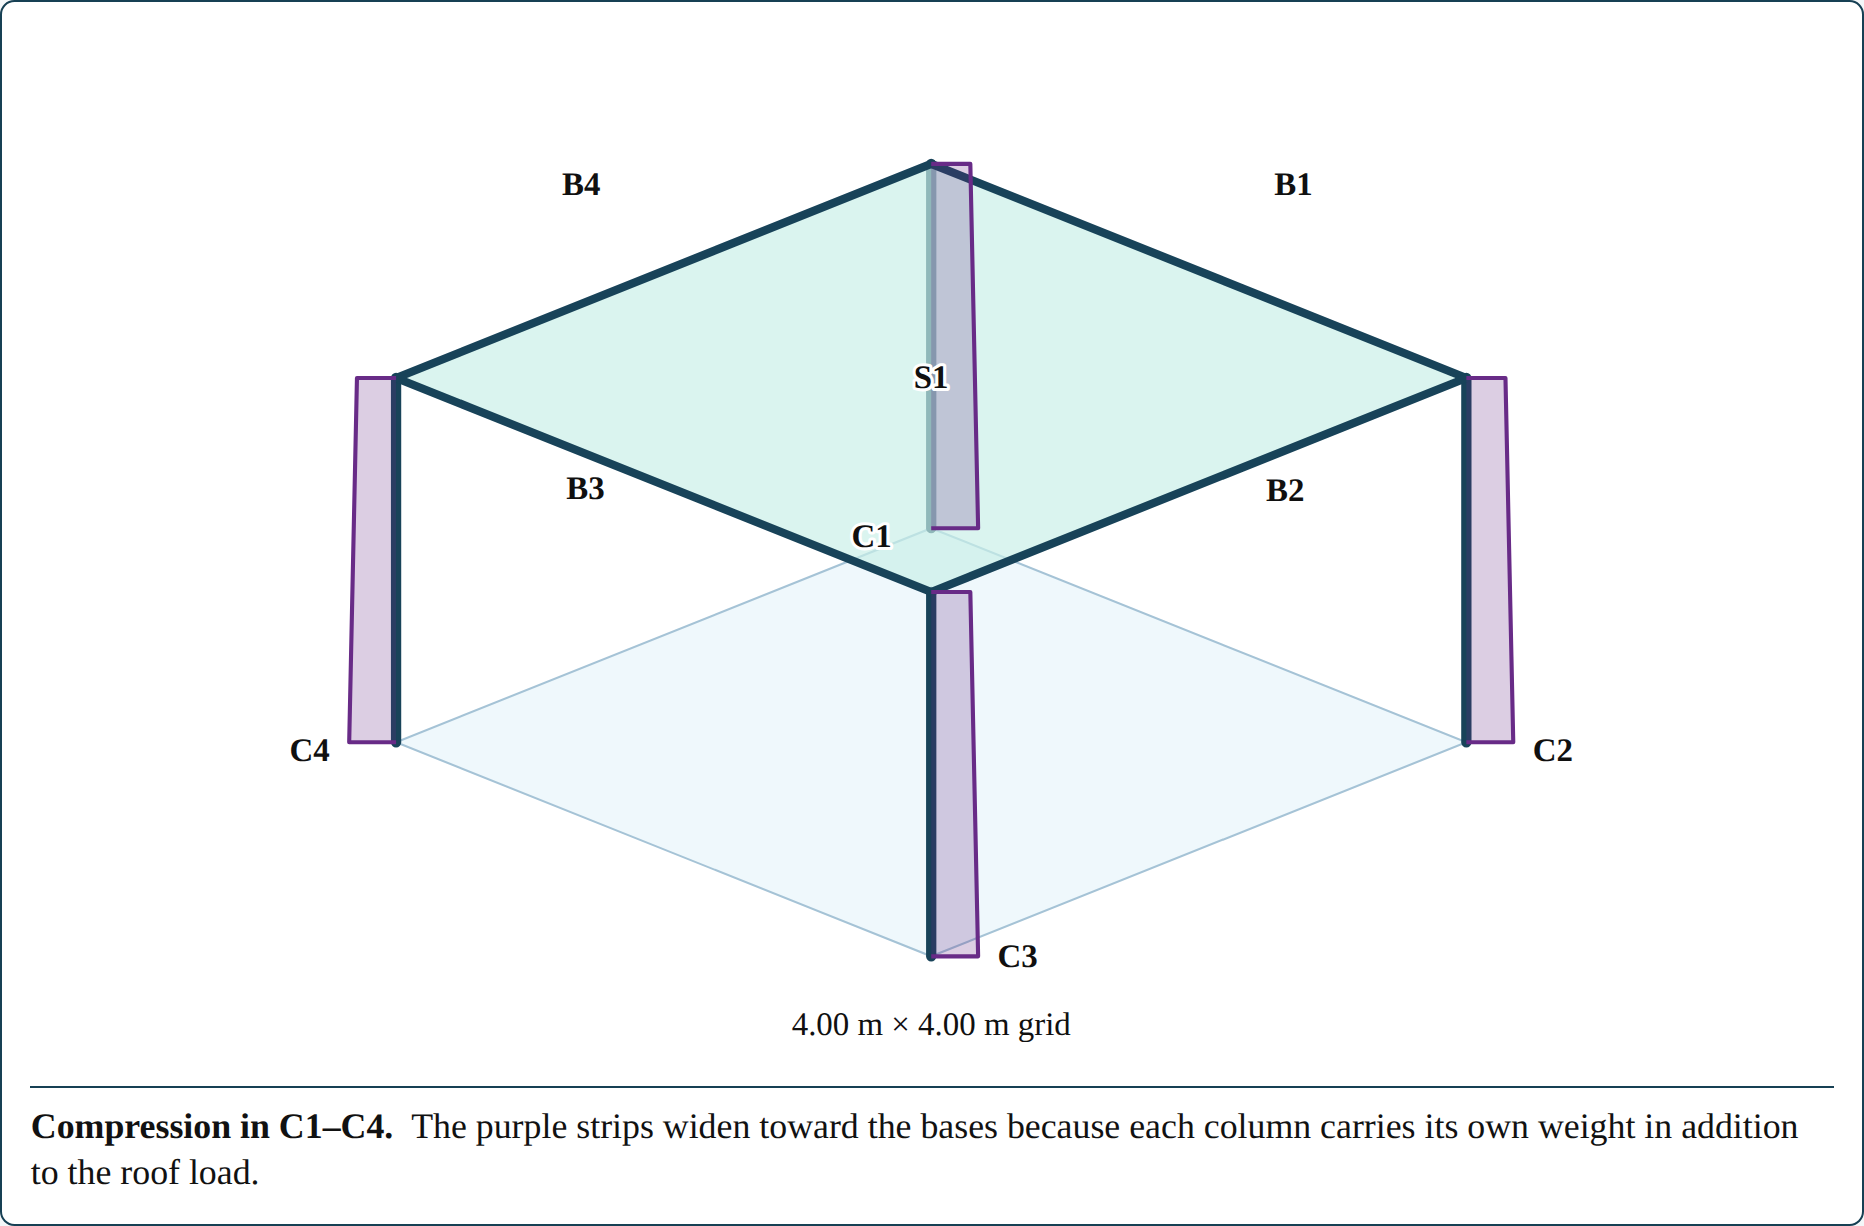 B4
B1
S1
B3
B2
C1
C4
C2
C3
4.00 m × 4.00 m grid
Compression in C1–C4. The purple strips widen toward the bases because each column carries its own weight in addition
to the roof load.